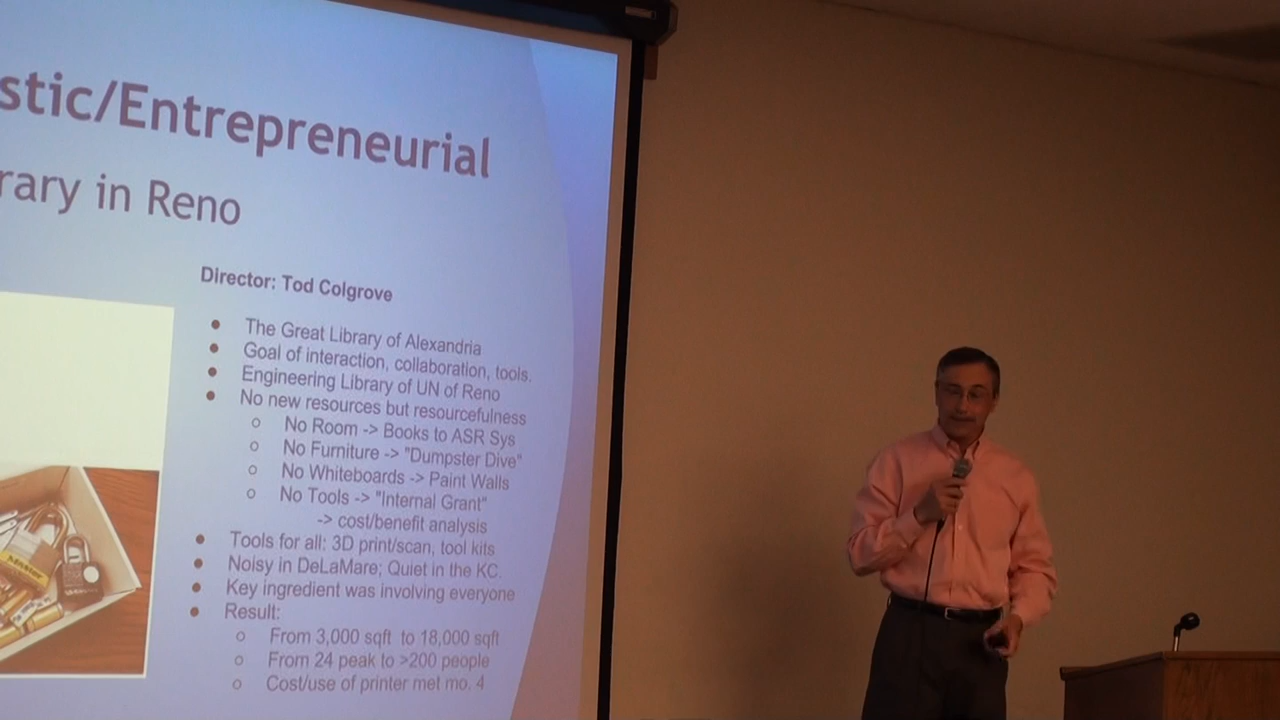 stic/Entrepreneurial
rary in Reno
Director: Tod Colgrove
The Great Library of Alexandria
Goal of interaction, collaboration, tools.
Engineering Library of UN of Reno
No new resources but resourcefulness
No Room -> Books to ASR Sys
No Furniture -> "Dumpster Dive"
No Whiteboards -> Paint Walls
No Tools -> "Internal Grant"
-> cost/benefit analysis
Tools for all: 3D print/scan, tool kits
Noisy in DeLaMare; Quiet in the KC.
Key ingredient was involving everyone
Result:
From 3,000 sqft to 18,000 sqft
From 24 peak to >200 people
Cost/use of printer met mo. 4
Master